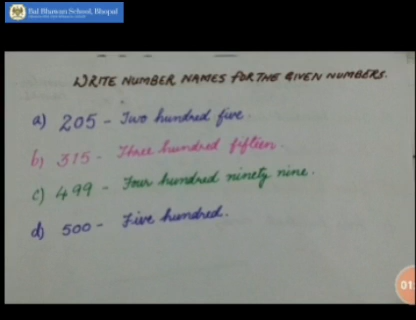 Bal Bhawan School, Bhopal
WRITE NUMBER NAMES FOR THE GIVEN NUMBERS.
a) 205 - Two hundred five.
b) 315 - Three hundred fifteen.
c) 499 - Four hundred ninety nine.
d) 500 - Five hundred.
01